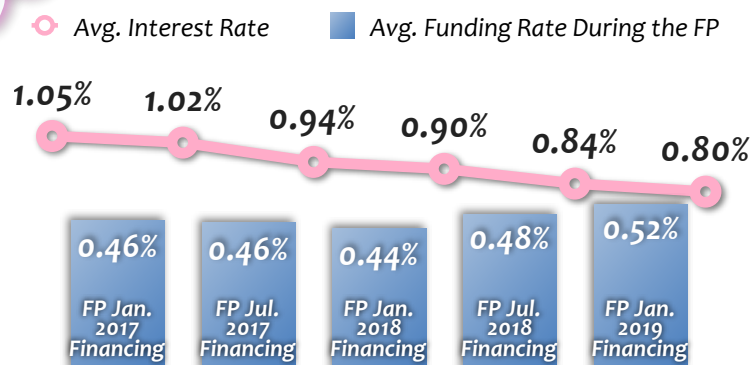 Avg. Interest Rate Avg. Funding Rate During the FP
1.05% 1.02% 0.94% 0.90% 0.84% 0.80%
0.46% 0.46% 0.44% 0.48% 0.52%
FP Jan. FP Jul. FP Jan. FP Jul. FP Jan.
2017 2017 2018 2018 2019
Financing Financing Financing Financing Financing